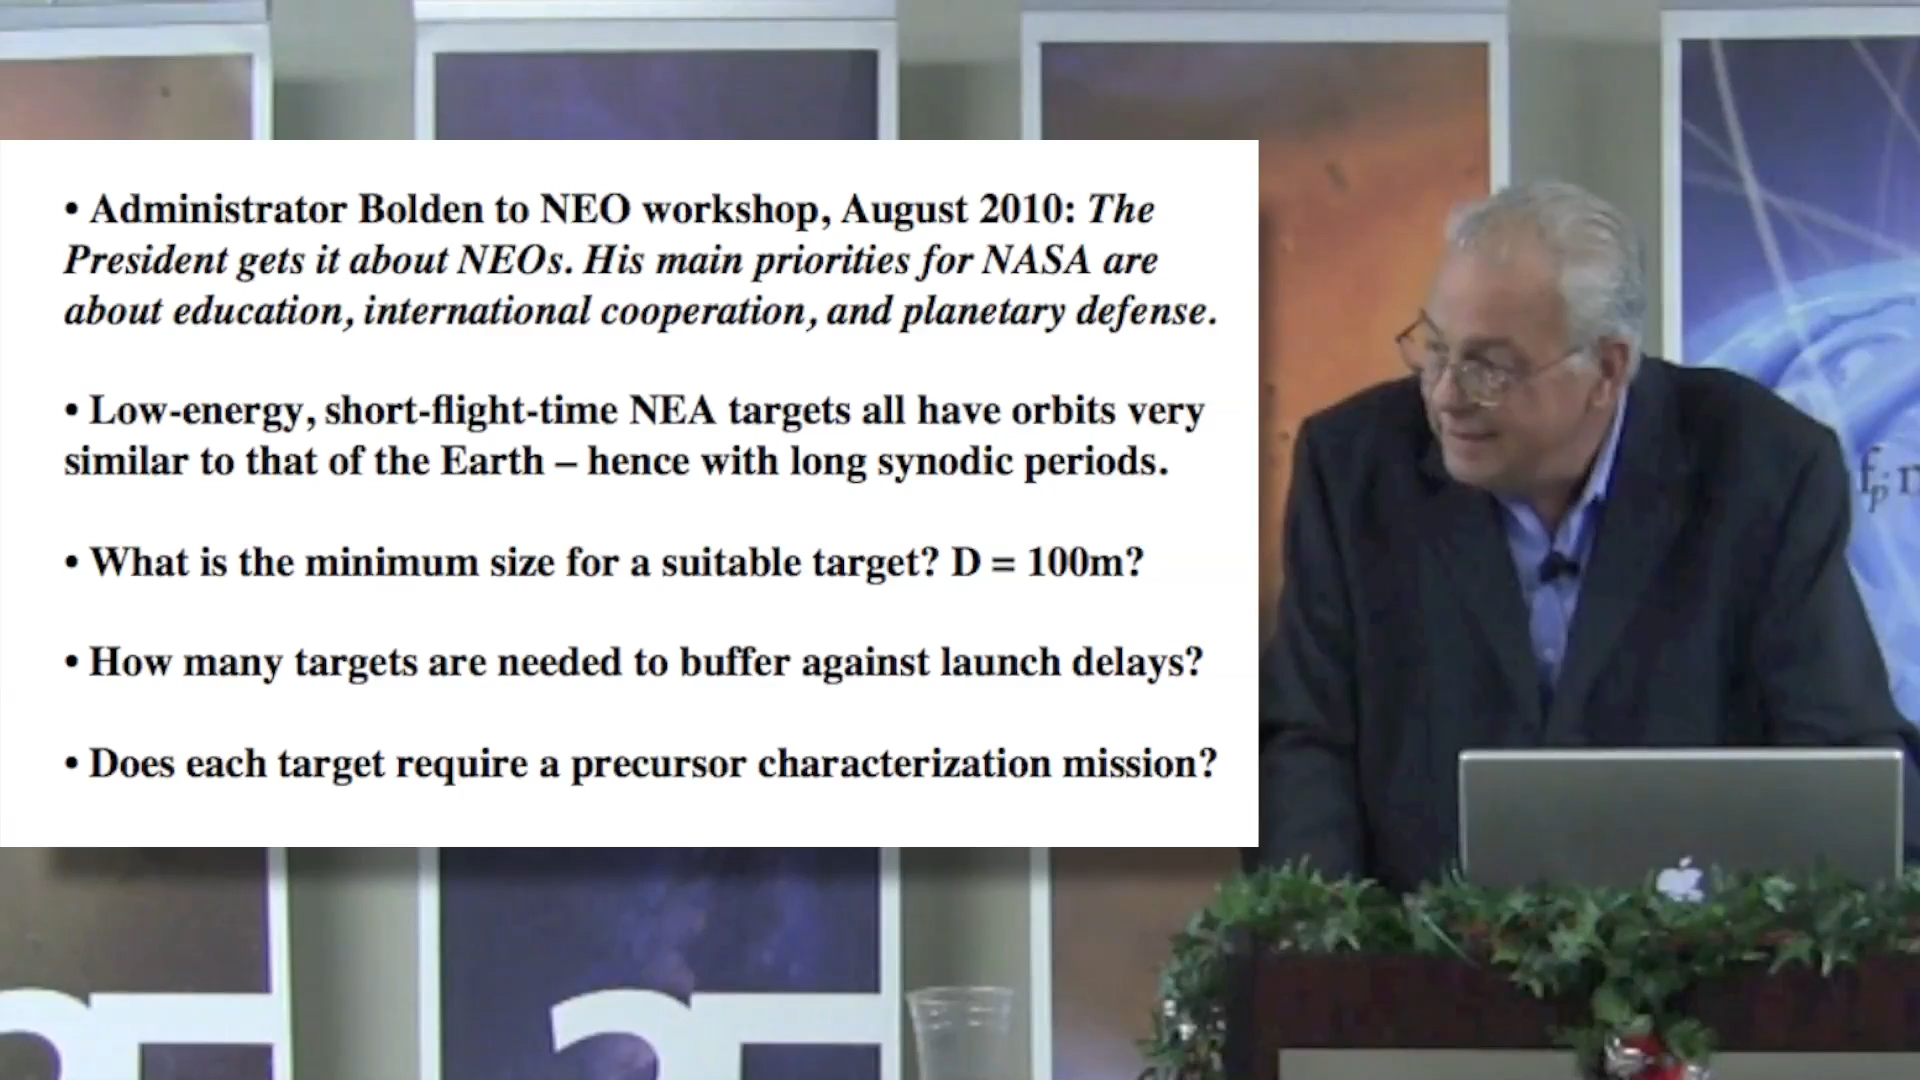 • Administrator Bolden to NEO workshop, August 2010: The
President gets it about NEOs. His main priorities for NASA are
about education, international cooperation, and planetary defense.
• Low-energy, short-flight-time NEA targets all have orbits very
similar to that of the Earth – hence with long synodic periods.
• What is the minimum size for a suitable target? D = 100m?
• How many targets are needed to buffer against launch delays?
• Does each target require a precursor characterization mission?
fp